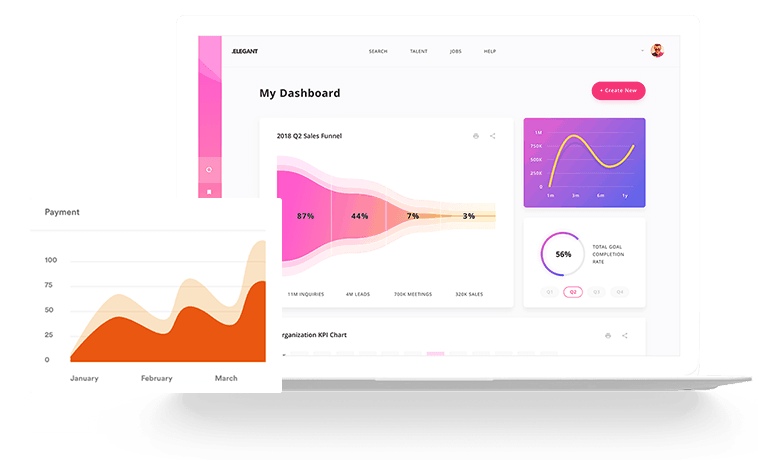 .ELEGANT
SEARCH
TALENT
JOBS
HELP
My Dashboard
+ Create New
2018 Q2 Sales Funnel
87%
44%
7%
3%
11M INQUIRIES
4M LEADS
700K MEETINGS
320K SALES
1M
750K
500K
250K
0
1m
3m
6m
1y
56%
TOTAL GOAL
COMPLETION
RATE
Q1
Q2
Q3
Q4
rganization KPI Chart
Payment
100
75
50
25
0
January
February
March